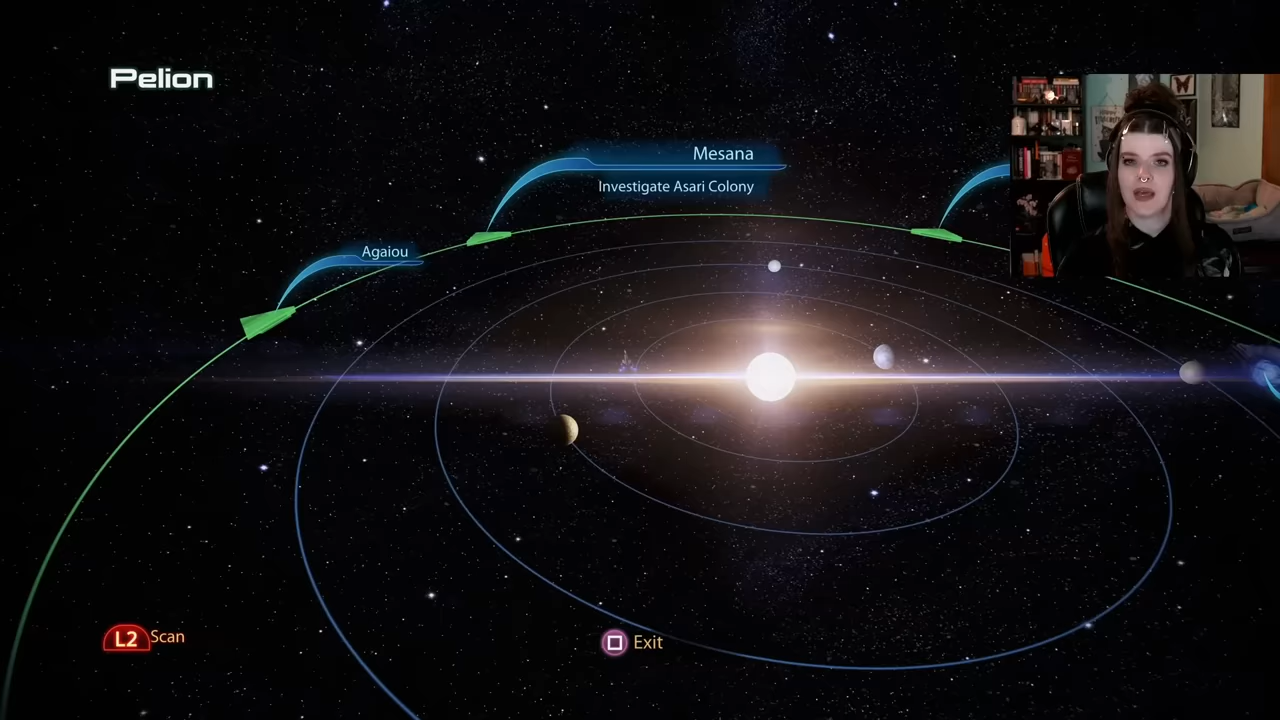 Pelion
Mesana
Investigate Asari Colony
Agaiou
L2 Scan
Exit